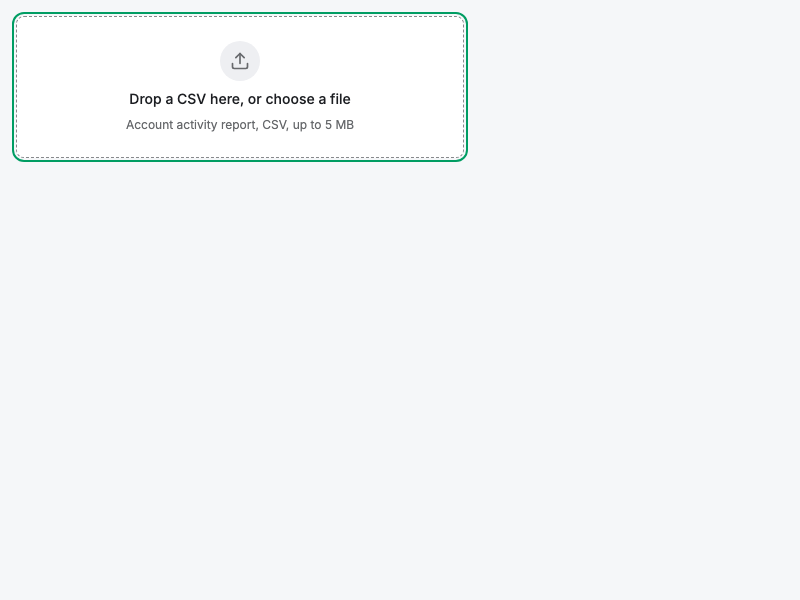 Drop a CSV here, or choose a file
Account activity report, CSV, up to 5 MB